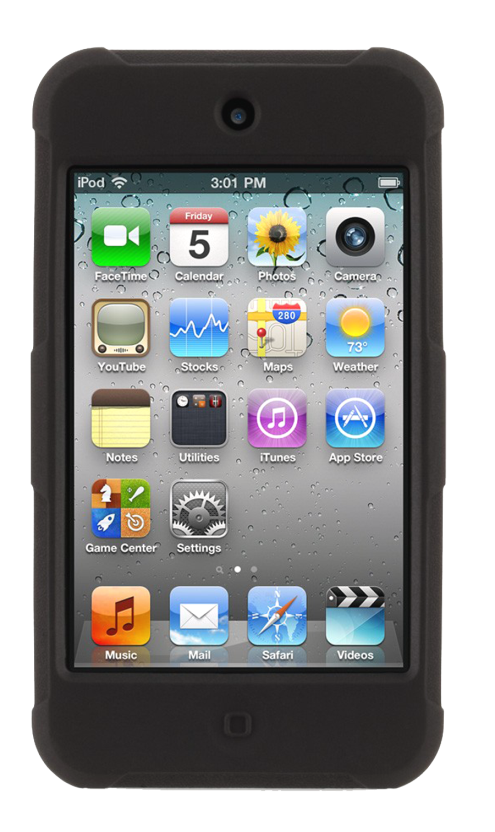 iPod 3:01 PM
Friday
5
FaceTime Calendar Photos Camera
280
73°
YouTube Stocks Maps Weather
Notes Utilities iTunes App Store
Game Center Settings
Music Mail Safari Videos